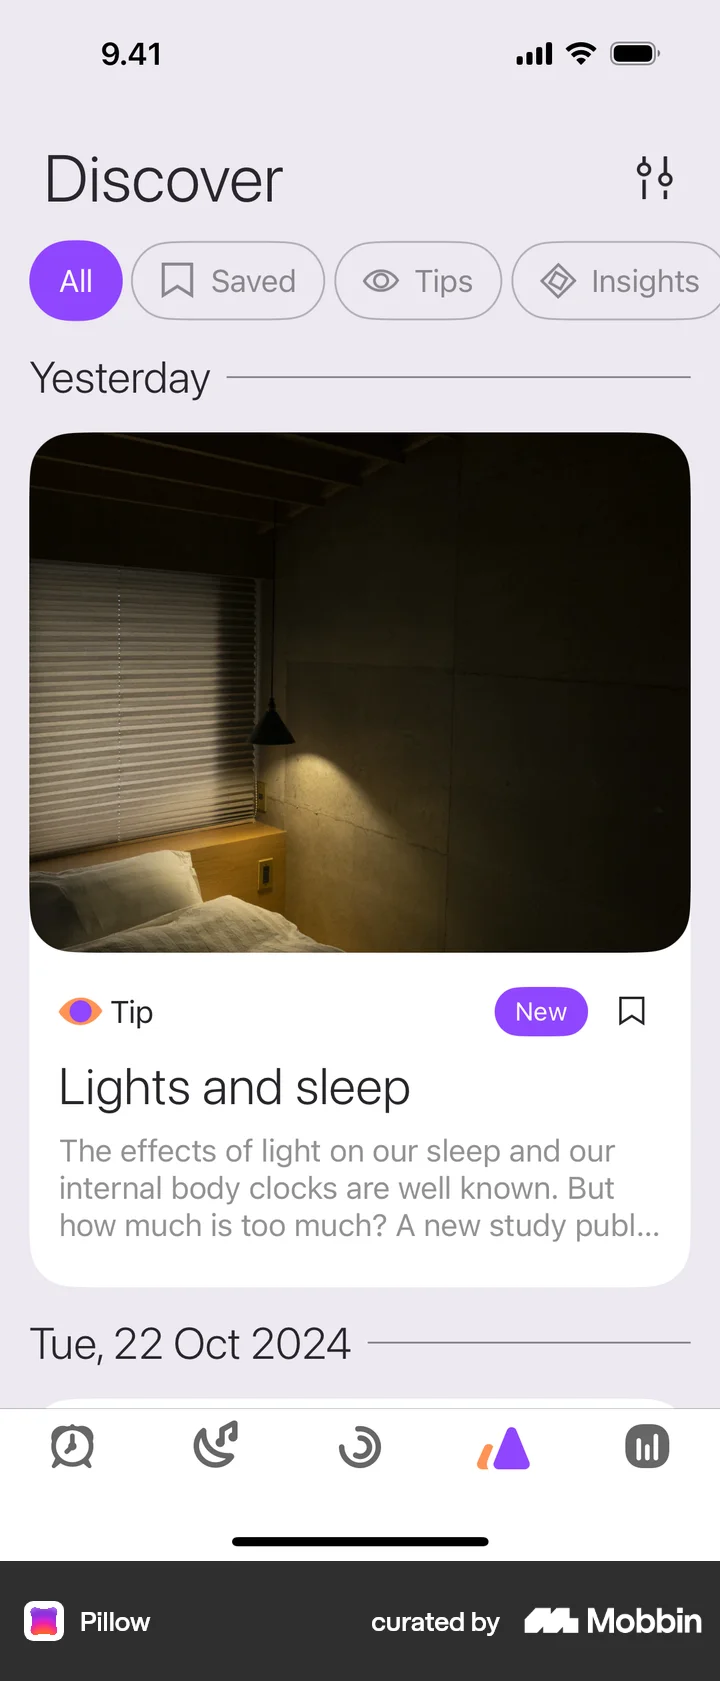 9.41
Discover
All
Saved
Tips
Insights
Yesterday
Tip
New
Lights and sleep
The effects of light on our sleep and our
internal body clocks are well known. But
how much is too much? A new study publ...
Tue, 22 Oct 2024
Pillow
curated by
Mobbin